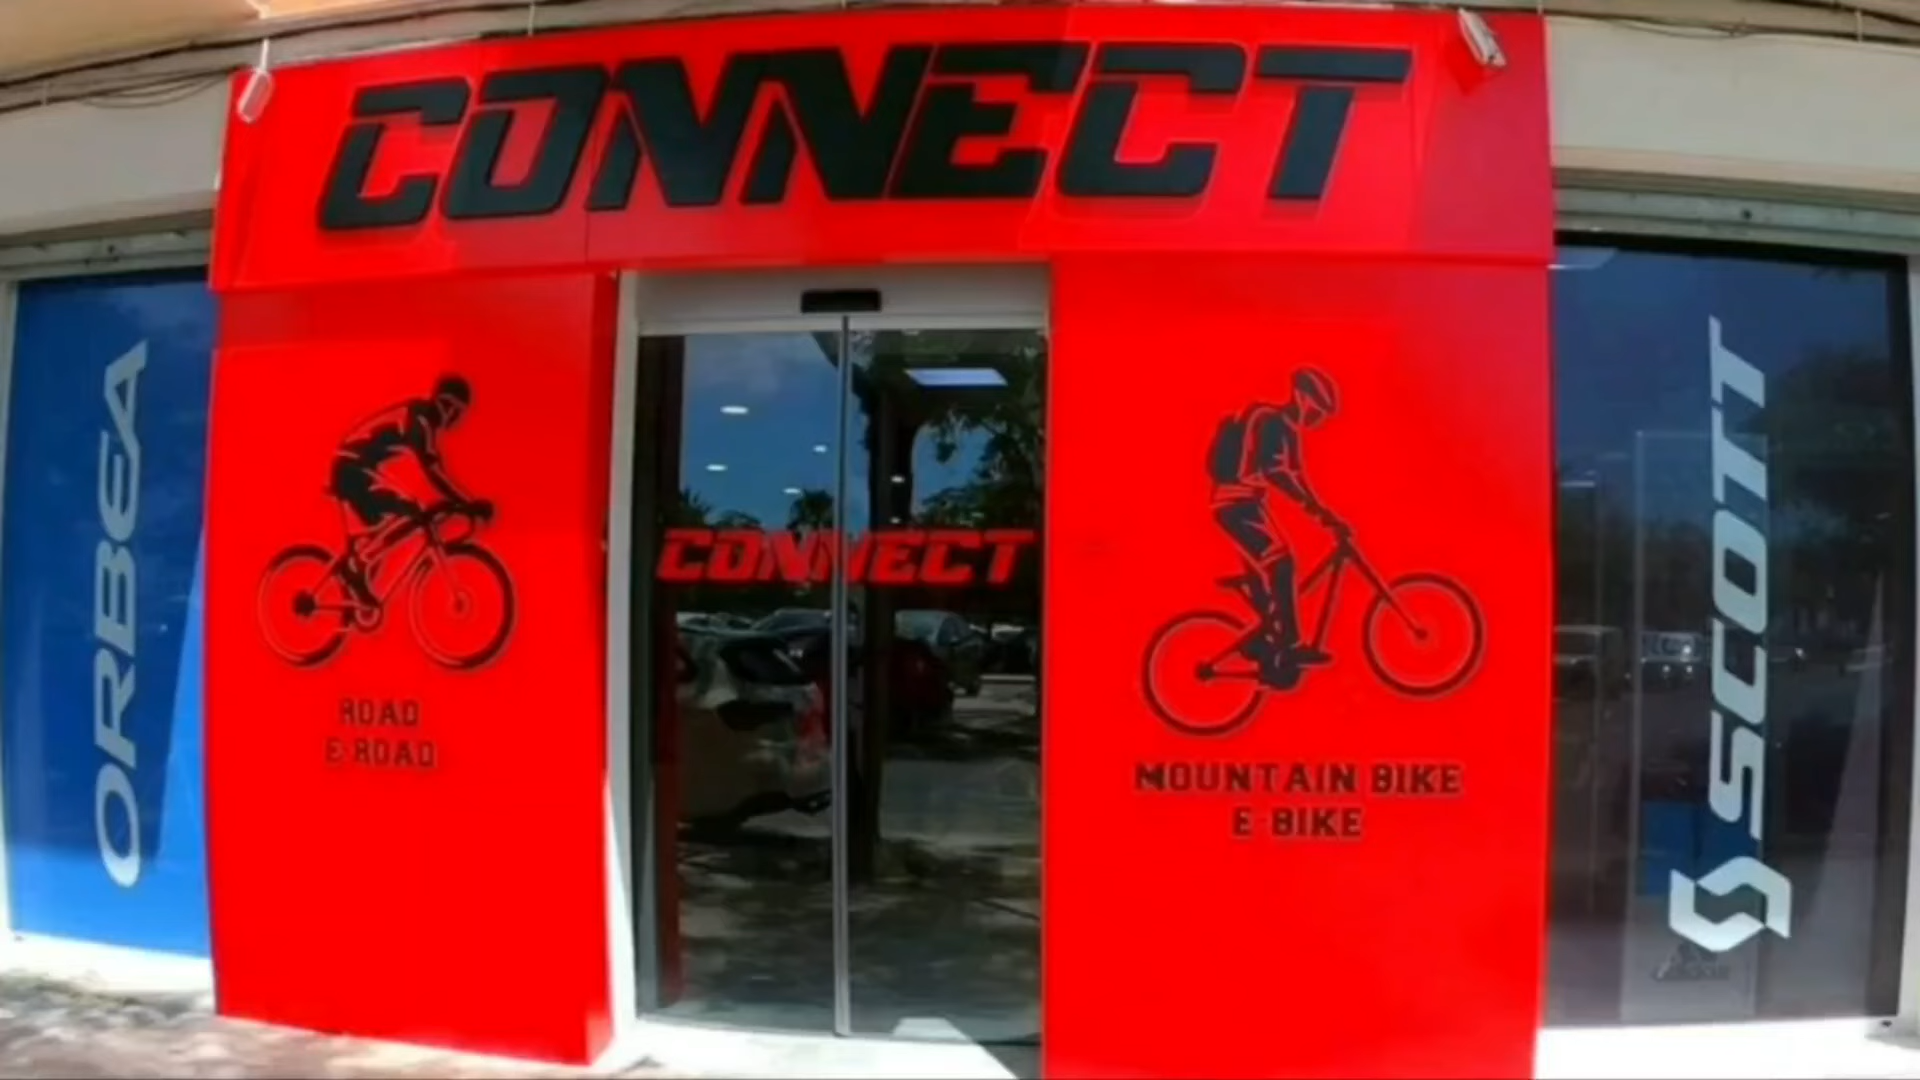 CONNECT
ORBEA
ROAD
E-ROAD
CONNECT
MOUNTAIN BIKE
E-BIKE
SCOTT